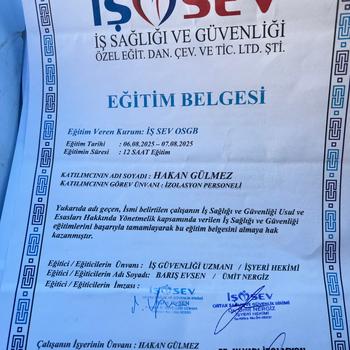 İŞ SEV
İŞ SAĞLIĞI VE GÜVENLİĞİ
ÖZEL EĞİT. DAN. ÇEV. VE TİC. LTD. ŞTİ.
EĞİTİM BELGESİ
Eğitim Veren Kurum: İŞ SEV OSGB
Eğitim Tarihi : 06.08.2025 – 07.08.2025
Eğitimin Süresi : 12 SAAT Eğitim
KATILIMCININ ADI SOYADI : HAKAN GÜLMEZ
KATILIMCININ GÖREV ÜNVANI : İZOLASYON PERSONELİ
Yukarıda adı geçen, İsmi belirtilen çalışanın İş Sağlığı ve Güvenliği Usul ve
Esasları Hakkında Yönetmelik kapsamında verilen İş Sağlığı ve Güvenliği
eğitimlerini başarıyla tamamlayarak bu eğitim belgesini almaya hak
kazanmıştır.
Eğitici / Eğiticilerin Ünvanı : İŞ GÜVENLİĞİ UZMANI / İŞYERİ HEKİMİ
Eğitici / Eğiticilerin Adı Soyadı: BARIŞ EVSEN / ÜMİT NERGİZ
Eğitici / Eğiticilerin İmzası :
İŞ SEV
İŞ SEV
Çalışanın İşyerinin Ünvanı : HAKAN GÜLMEZ